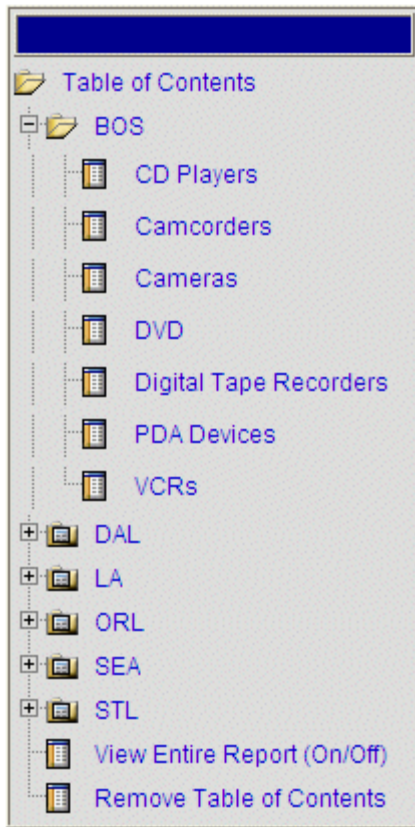 Table of Contents
BOS
CD Players
Camcorders
Cameras
DVD
Digital Tape Recorders
PDA Devices
VCRs
DAL
LA
ORL
SEA
STL
View Entire Report (On/Off)
Remove Table of Contents